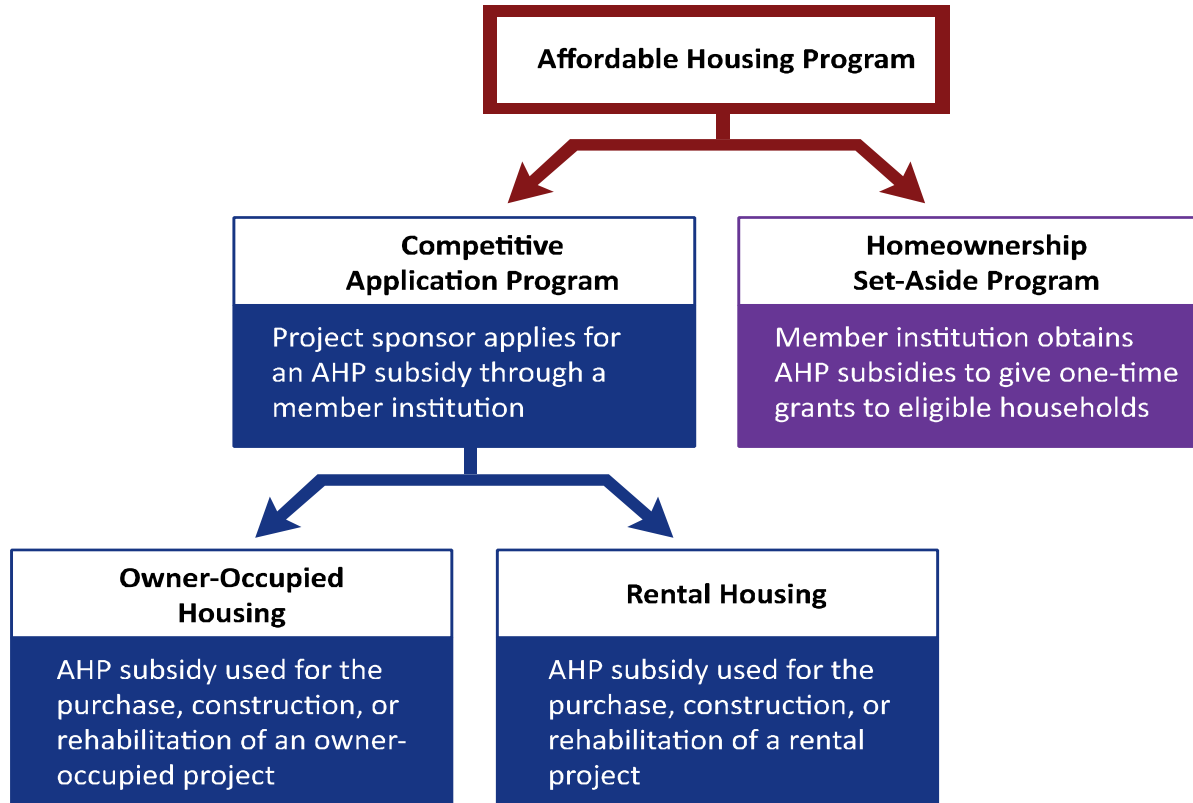 Affordable Housing Program
Competitive
Application Program
Project sponsor applies for
an AHP subsidy through a
member institution
Homeownership
Set-Aside Program
Member institution obtains
AHP subsidies to give one-time
grants to eligible households
Owner-Occupied
Housing
AHP subsidy used for the
purchase, construction, or
rehabilitation of an owner-
occupied project
Rental Housing
AHP subsidy used for the
purchase, construction, or
rehabilitation of a rental
project